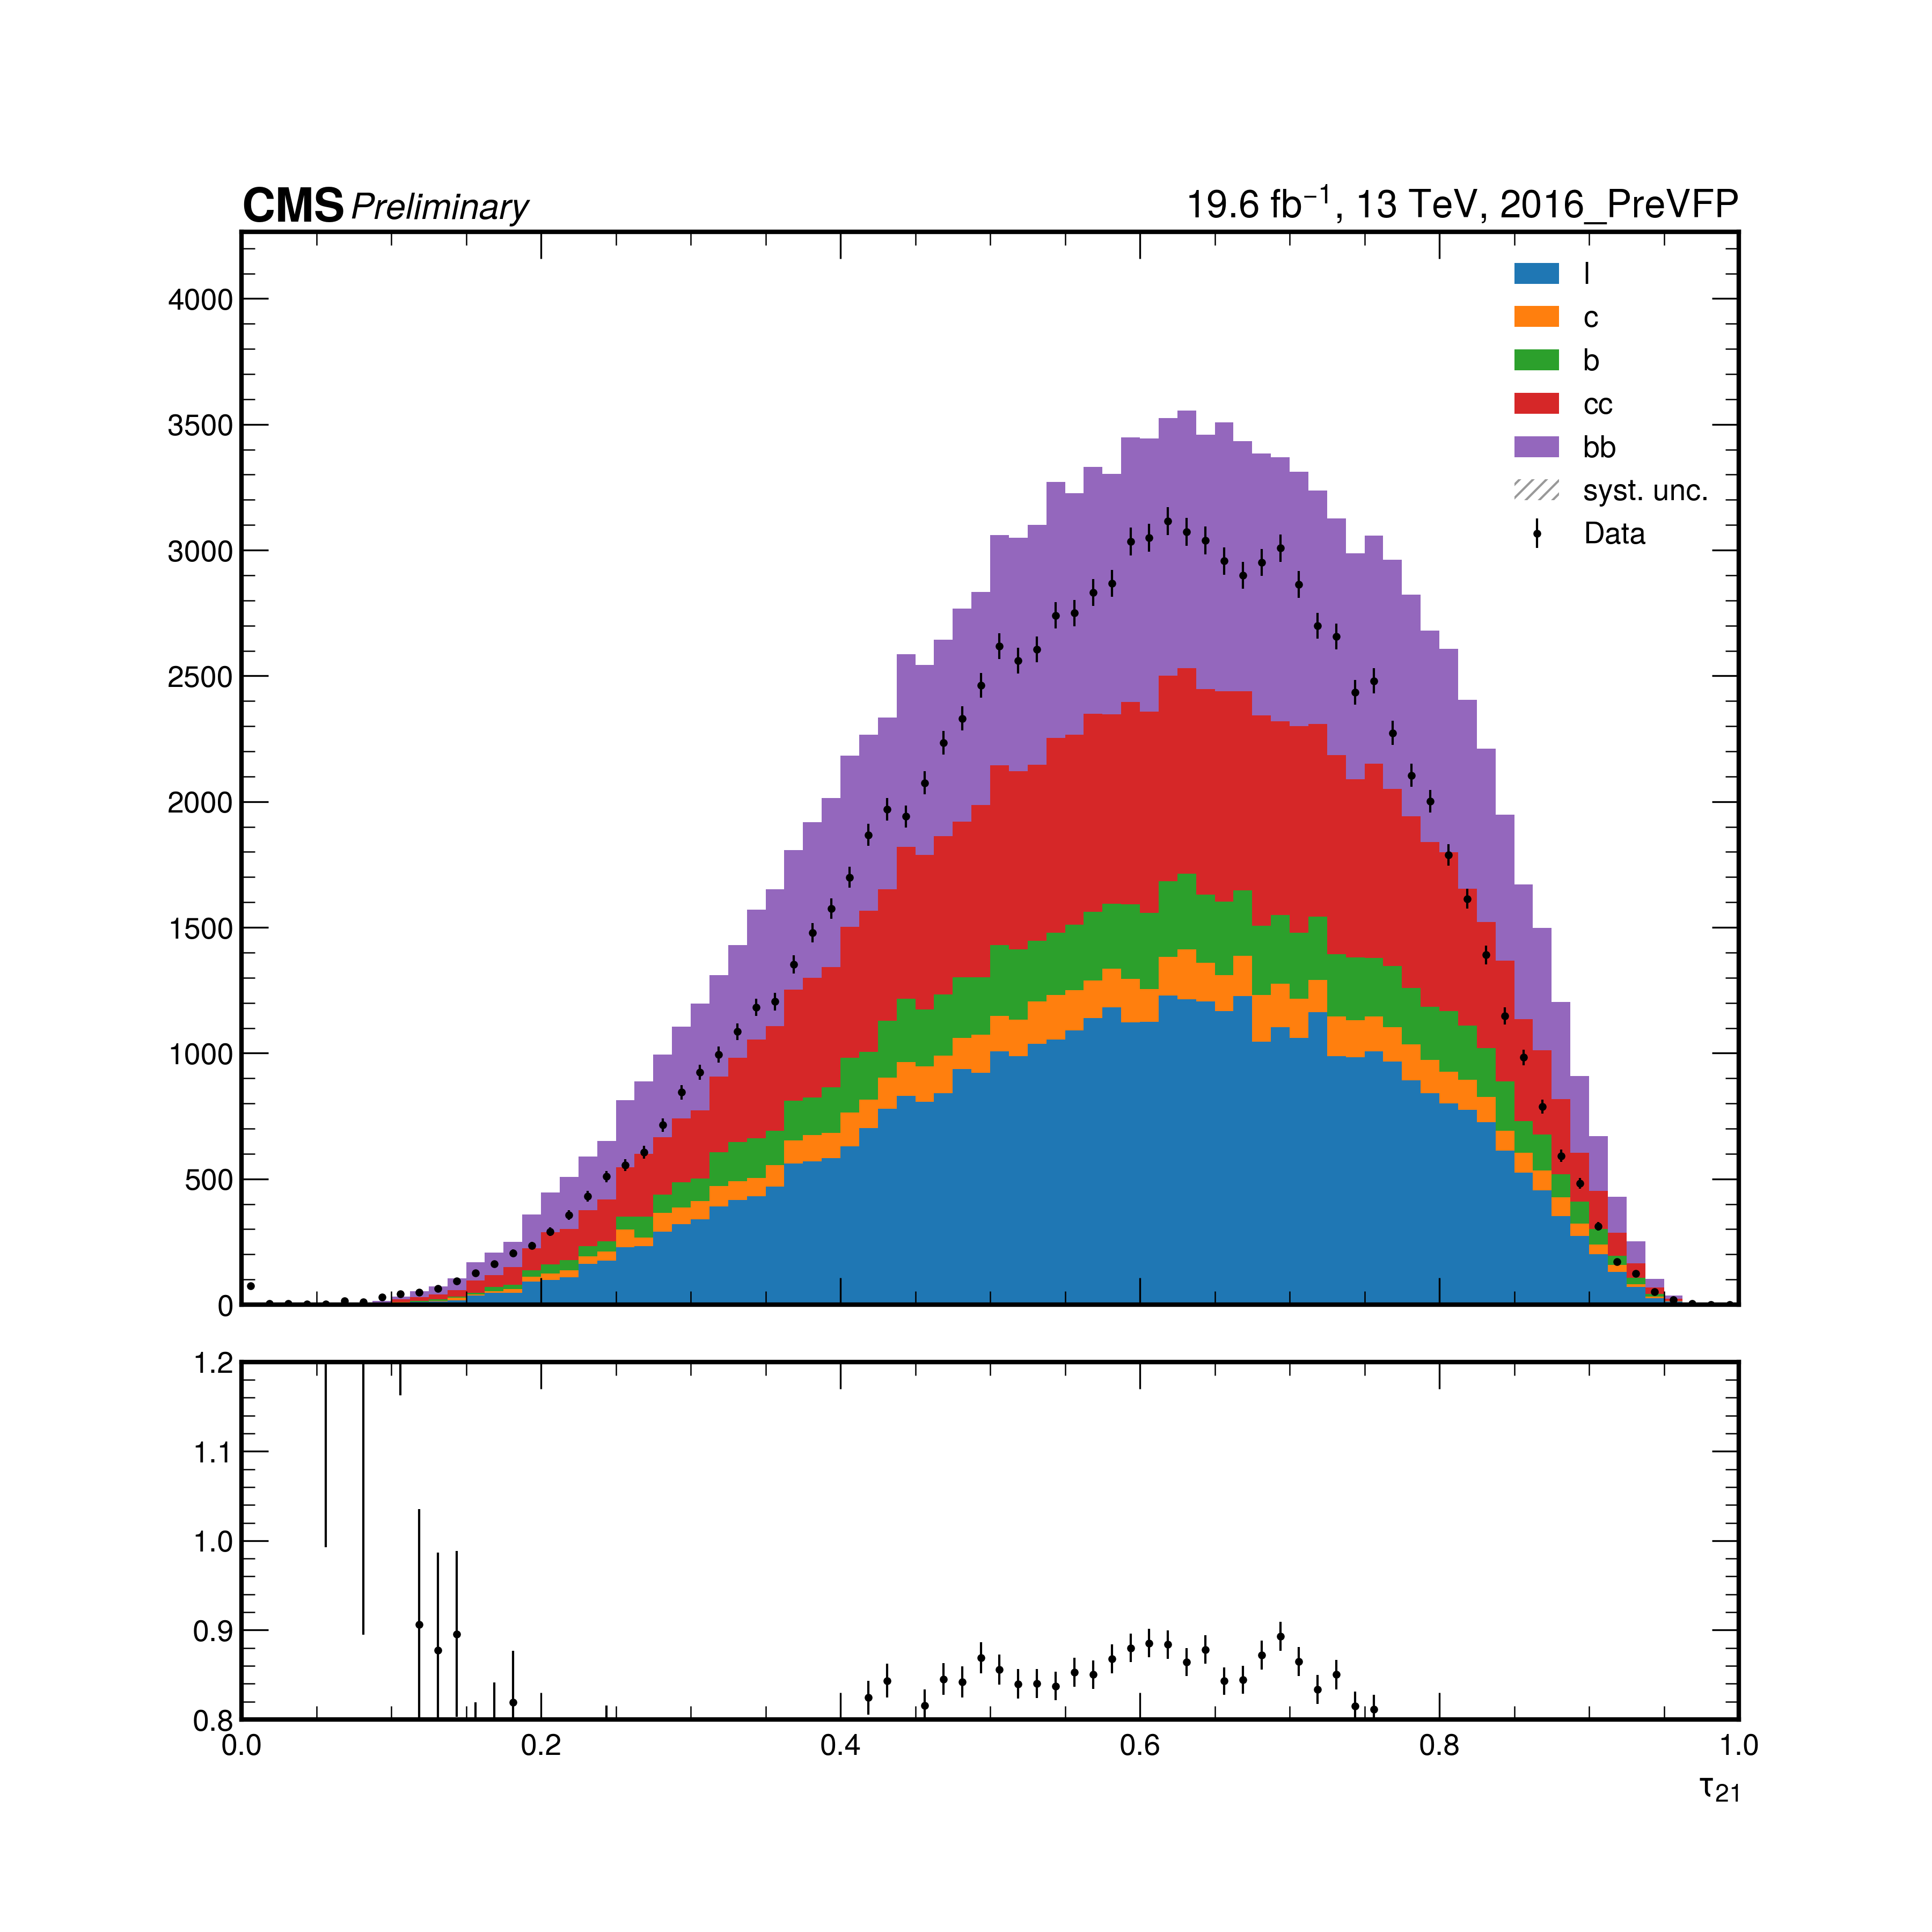 CMS Preliminary
19.6 fb⁻¹, 13 TeV, 2016_PreVFP
4000
3500
3000
2500
2000
1500
1000
500
0
l
c
b
cc
bb
syst. unc.
Data
1.2
1.1
1.0
0.9
0.8
0.0 0.2 0.4 0.6 0.8 1.0
τ₂₁